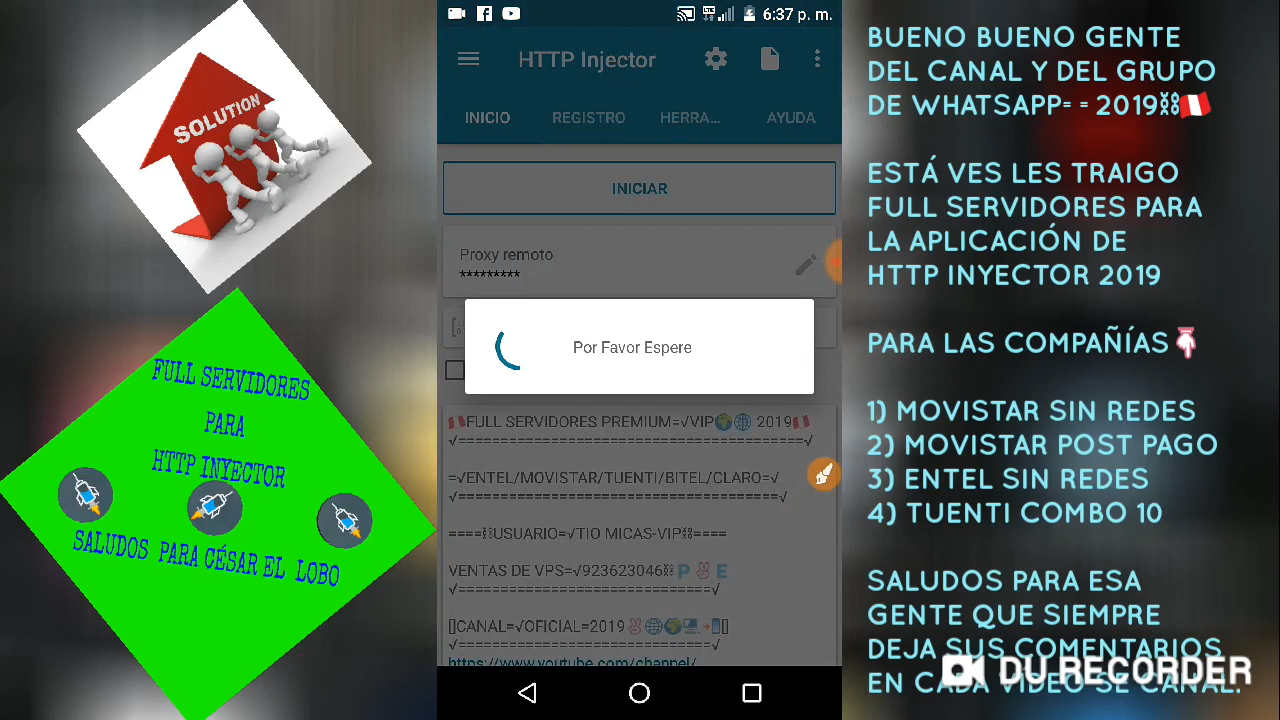 SOLUTION
FULL SERVIDORES
PARA
HTTP INYECTOR
SALUDOS PARA CÉSAR EL LOBO
6:37 p. m.
HTTP Injector
INICIO REGISTRO HERRA... AYUDA
INICIAR
Proxy remoto
*********
Por Favor Espere
🇵🇪FULL SERVIDORES PREMIUM=√VIP🌍🌐 2019🇵🇪
√=========================================√
=√ENTEL/MOVISTAR/TUENTI/BITEL/CLARO=√
√======================================√
====⛓USUARIO=√TIO MICAS-VIP⛓====
VENTAS DE VPS=√923623046⛓🇵✌🇪
√==============================√
[]CANAL=√OFICIAL=2019✌🌐🌍💻📲[]
√==============================√
https://www.youtube.com/channel/
BUENO BUENO GENTE
DEL CANAL Y DEL GRUPO
DE WHATSAPP= = 2019⛓🇵🇪
ESTÁ VES LES TRAIGO
FULL SERVIDORES PARA
LA APLICACIÓN DE
HTTP INYECTOR 2019
PARA LAS COMPAÑÍAS👇
1) MOVISTAR SIN REDES
2) MOVISTAR POST PAGO
3) ENTEL SIN REDES
4) TUENTI COMBO 10
SALUDOS PARA ESA
GENTE QUE SIEMPRE
DEJA SUS COMENTARIOS
EN CADA VIDEO SE CANAL.
DU RECORDER